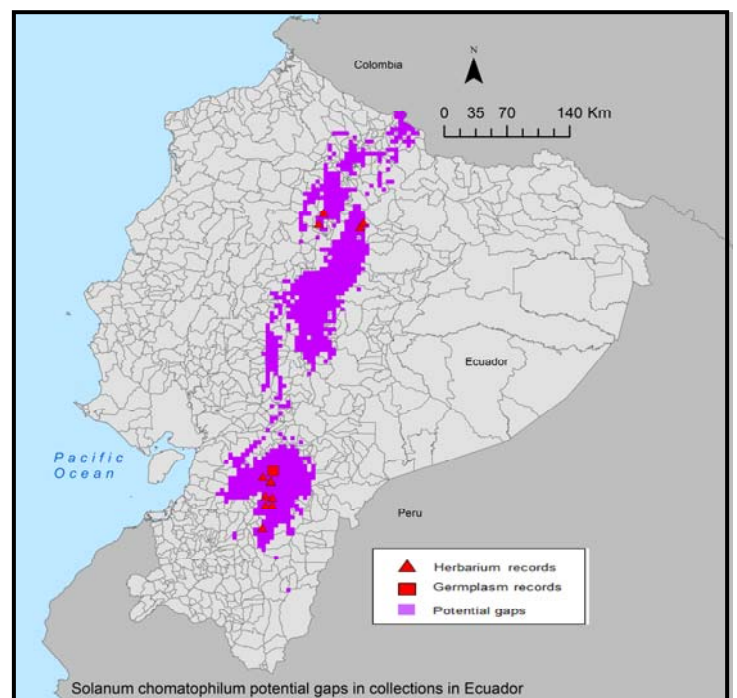 Colombia
N
0 35 70 140 Km
Ecuador
Pacific
Ocean
Peru
Herbarium records
Germplasm records
Potential gaps
Solanum chomatophilum potential gaps in collections in Ecuador